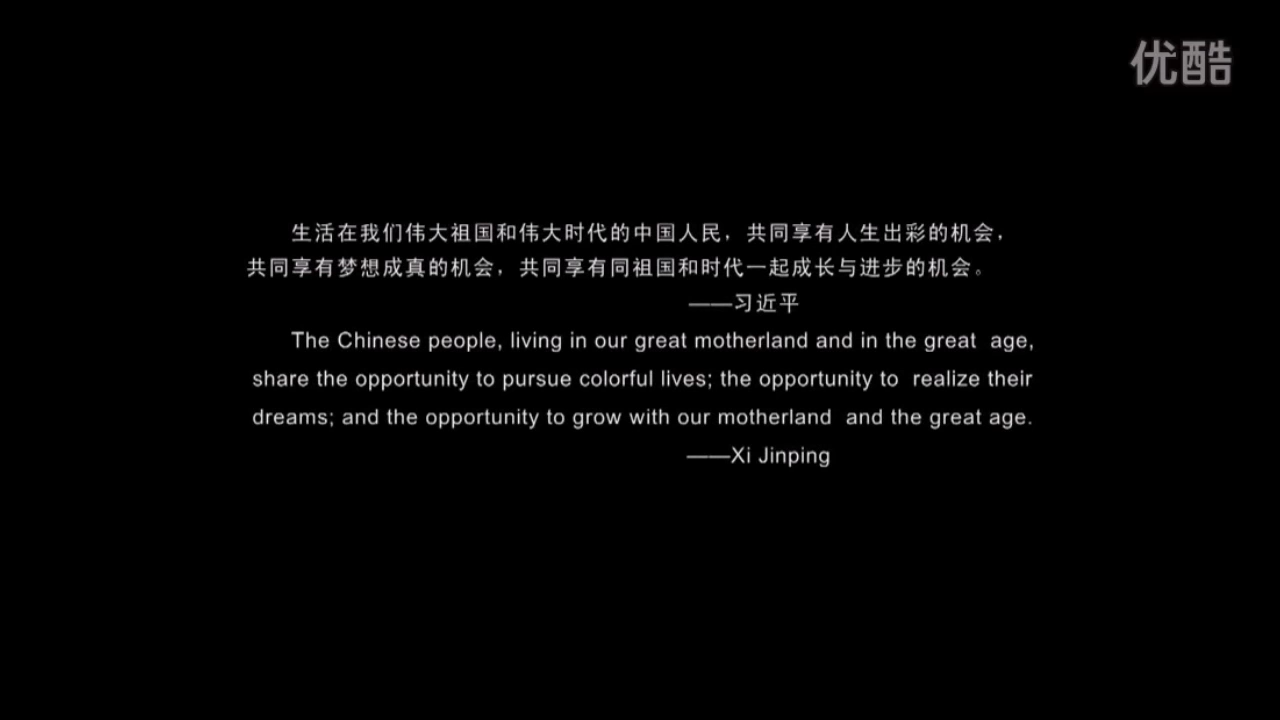 优酷
生活在我们伟大祖国和伟大时代的中国人民，共同享有人生出彩的机会，
共同享有梦想成真的机会，共同享有同祖国和时代一起成长与进步的机会。
——习近平
The Chinese people, living in our great motherland and in the great age,
share the opportunity to pursue colorful lives; the opportunity to realize their
dreams; and the opportunity to grow with our motherland and the great age.
——Xi Jinping